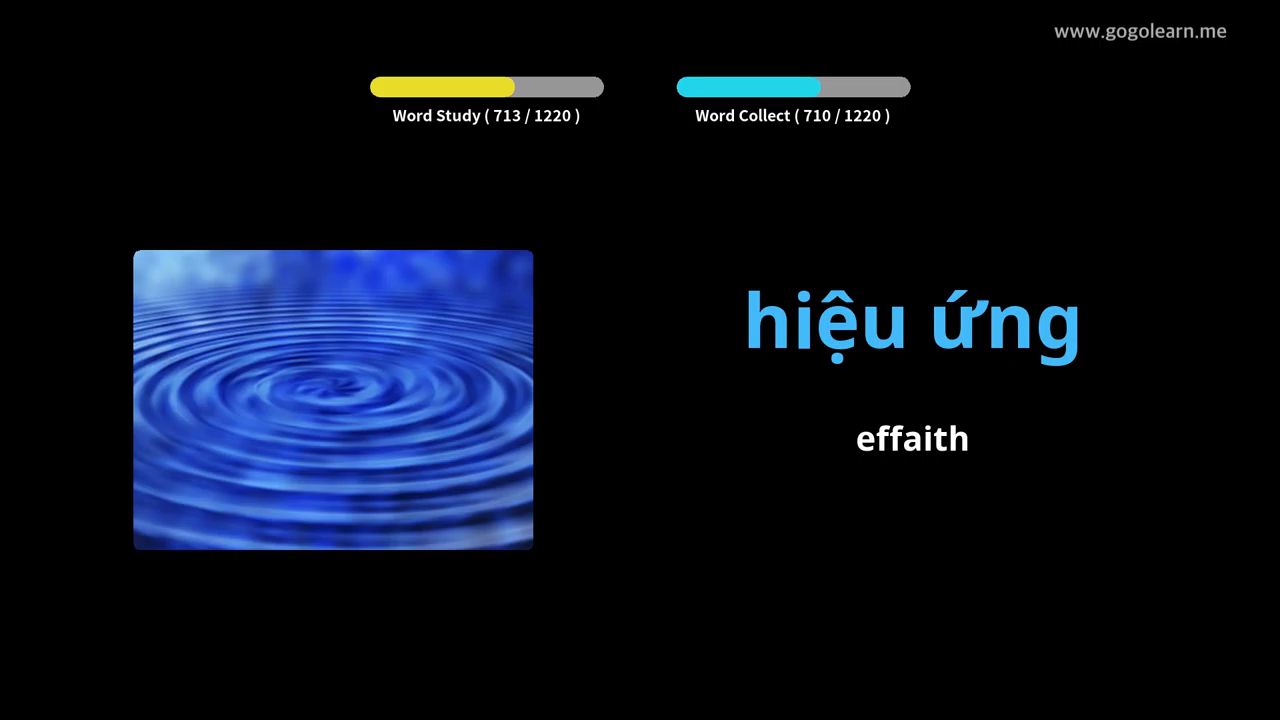 www.gogolearn.me
Word Study ( 713 / 1220 )
Word Collect ( 710 / 1220 )
hiệu ứng
effaith